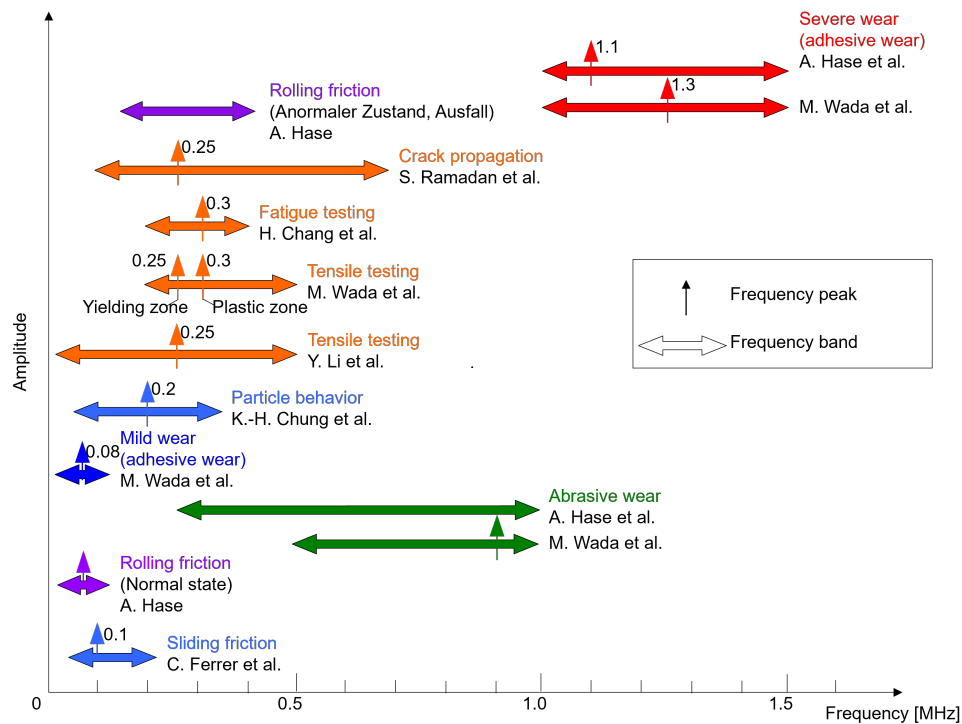 Severe wear
(adhesive wear)
A. Hase et al.
1.1
1.3
M. Wada et al.
Rolling friction
(Anormaler Zustand, Ausfall)
A. Hase
0.25
Crack propagation
S. Ramadan et al.
0.3
Fatigue testing
H. Chang et al.
0.25
0.3
Tensile testing
M. Wada et al.
Yielding zone
Plastic zone
0.25
Tensile testing
Y. Li et al.
.
Frequency peak
Frequency band
Amplitude
0.2
Particle behavior
K.-H. Chung et al.
0.08
Mild wear
(adhesive wear)
M. Wada et al.
Abrasive wear
A. Hase et al.
M. Wada et al.
Rolling friction
(Normal state)
A. Hase
0.1
Sliding friction
C. Ferrer et al.
0
0.5
1.0
1.5
Frequency [MHz]